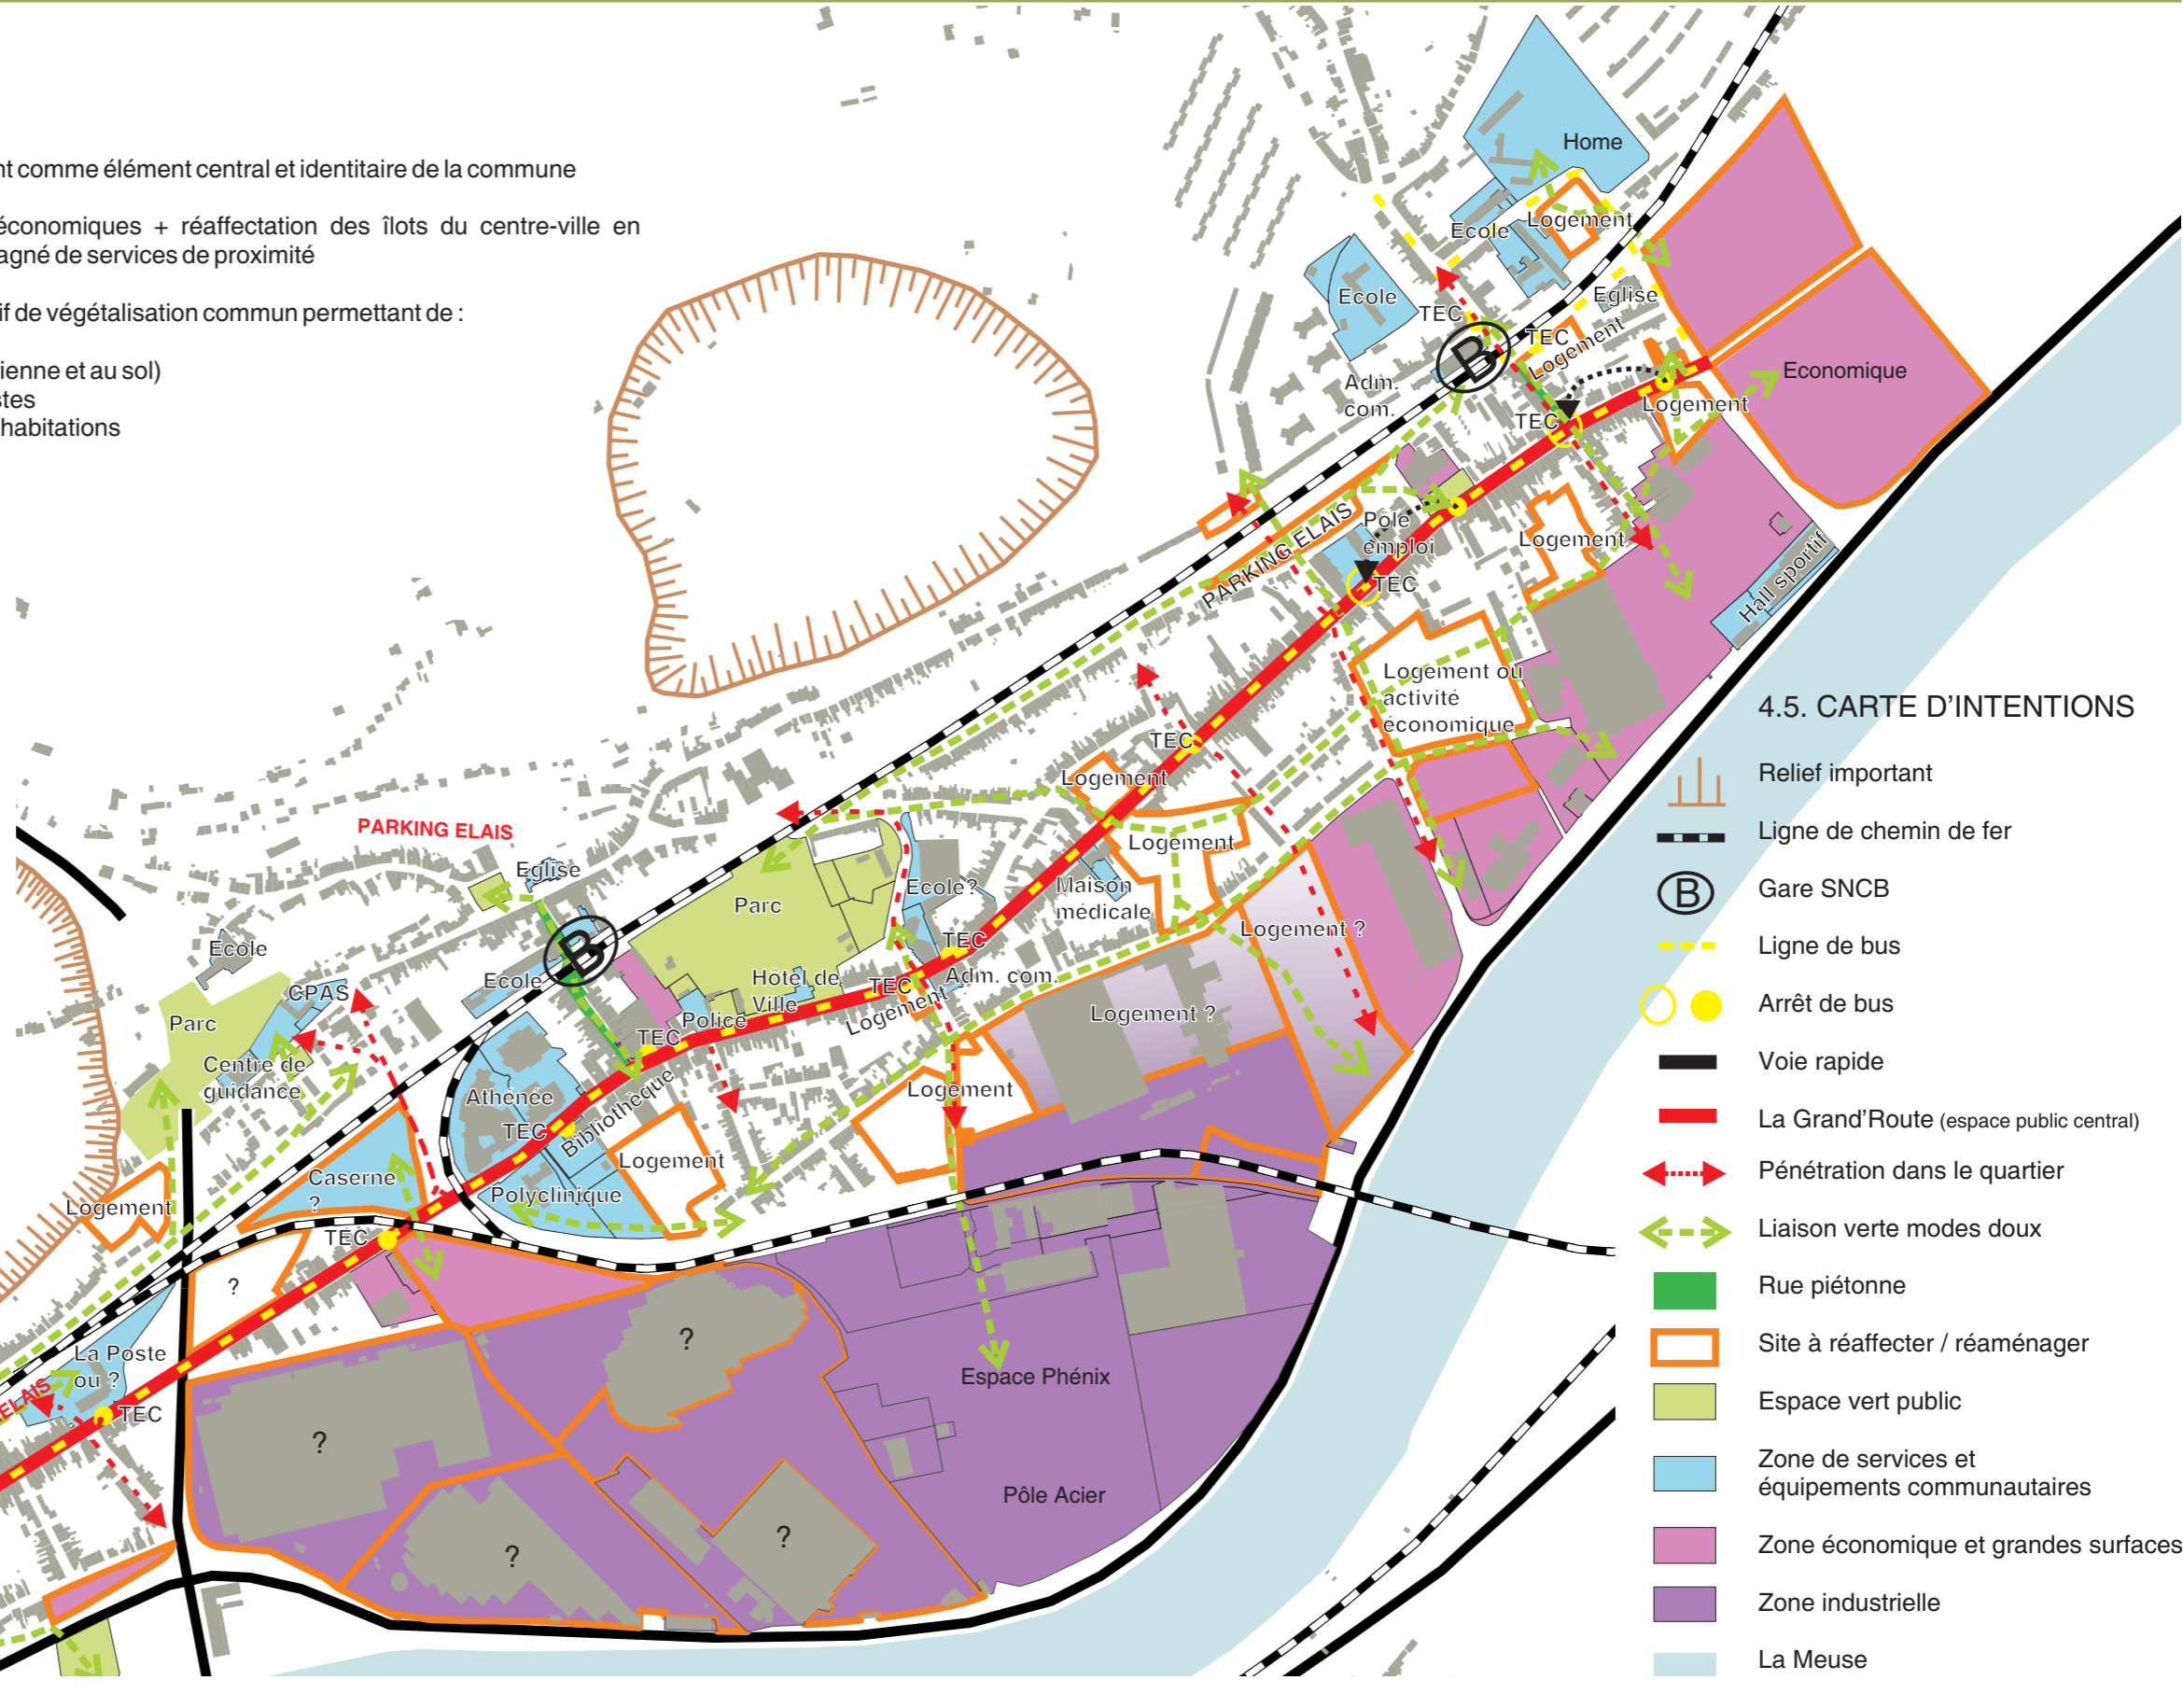 nt comme élément central et identitaire de la commune
économiques + réaffectation des îlots du centre-ville en
agné de services de proximité
if de végétalisation commun permettant de :
ienne et au sol)
stes
habitations
Home
Logement
Ecole
Ecole
Eglise
TEC
TEC
Logement
B
Adm.
com.
Economique
Logement
TEC
PARKING ELAIS
Pôle
emploi
Logement
TEC
Hall sportif
Logement ou
activité
économique
TEC
Logement
Logement
PARKING ELAIS
Eglise
Ecole?
Maison
médicale
Parc
Logement ?
Ecole
B
TEC
Ecole
CPAS
Hôtel de
Ville
TEC
Adm. com.
Logement
Logement ?
Parc
Police
TEC
Centre de
guidance
Athénée
Bibliothèque
TEC
Logement
Logement
Caserne
?
Polyclinique
Logement
TEC
?
La Poste
ou ?
ELAIS
TEC
?
?
?
?
Espace Phénix
Pôle Acier
4.5. CARTE D'INTENTIONS
Relief important
Ligne de chemin de fer
B
Gare SNCB
Ligne de bus
Arrêt de bus
Voie rapide
La Grand'Route (espace public central)
Pénétration dans le quartier
Liaison verte modes doux
Rue piétonne
Site à réaffecter / réaménager
Espace vert public
Zone de services et
équipements communautaires
Zone économique et grandes surfaces
Zone industrielle
La Meuse